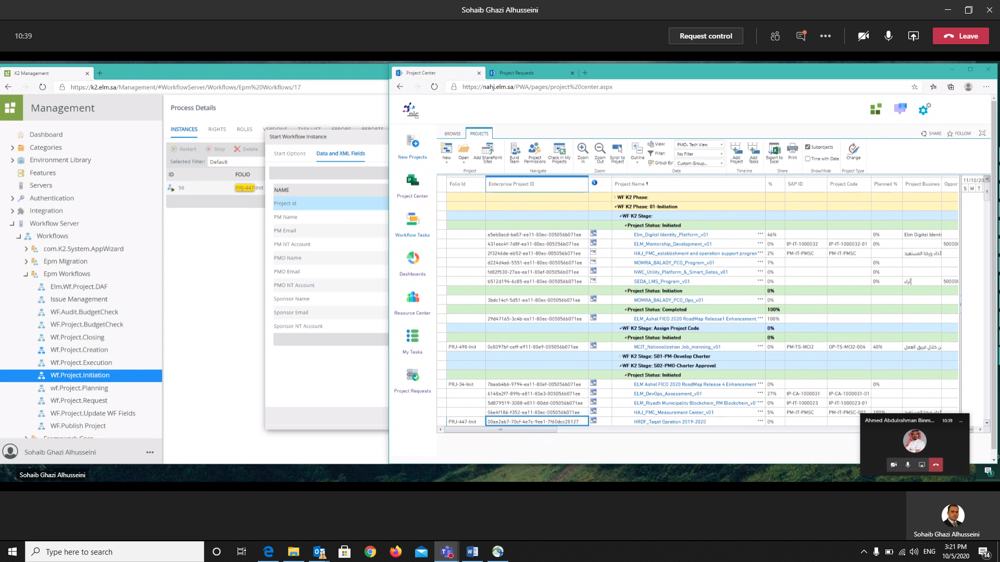 Sohaib Ghazi Alhusseini
10:39
Request control
Leave
K2 Management
https://k2.elm.sa/Management/#WorkflowServer/Workflows/Epm%20Workflows/17
Management
Dashboard
Categories
Environment Library
Features
Servers
Authentication
Integration
Workflow Server
Workflows
com.K2.System.AppWizard
Epm Migration
Epm Workflows
Elm.Wf.Project.DAF
Issue Management
WF.Audit.BudgetCheck
WF.Project.BudgetCheck
Wf.Project.Closing
Wf.Project.Creation
Wf.Project.Execution
Wf.Project.Initiation
wf.Project.Planning
Wf.Project.Request
WF.Project.Update WF Fields
WF.Publish Project
Sohaib Ghazi Alhusseini
Process Details
INSTANCES RIGHTS ROLES VERSIONS TASK LIST ERRORS REPORTS
Restart Stop Delete
Selected Filter: Default
ID FOLIO
56 PRJ-447-Init
Start Workflow Instance
Start Options Data and XML Fields
NAME
Project id
PM Name
PM Email
PM NT Account
PMO Name
PMO Email
PMO NT Account
Sponsor Name
Sponsor Email
Sponsor NT Account
Project Center Project Requests
https://nahj.elm.sa/PWA/pages/project%20center.aspx
علم
New Projects
Project Center
Workflow Tasks
Dashboards
Resource Center
My Tasks
Project Requests
BROWSE PROJECTS SHARE FOLLOW
New Open Add SharePoint Sites
Project
Build Team Project Permissions Check in My Projects
Navigate
Zoom In Zoom Out Scroll to Project
Zoom
Outline View: PMO- Tech View
Filter: No Filter
Group By: Custom Group...
Data
Add Project Add Tasks
Timeline
Export to Excel Print
Share
Subprojects
Time with Date
Show/Hide
Change
Project Type
Folio Id Enterprise Project ID Project Name % SAP ID Project Code Planned % Project Busines Oppor 11/10/20
S M T
WF K2 Phase:
WF K2 Phase: 01-Initiation
WF K2 Stage:
Project Status: Initiated
a5eb8acd-ba87-ea11-80ec-005056b071ee Elm_Digital Identity_Platform_v01 46% 0% Elm Digital Identi
431eec4f-7d8f-ea11-80ec-005056b071ee ELM_Mentorship_Development_v01 0% IP-IT-1000032 IP-IT-1000032-01 0% 500000
2f3246de-eb52-ea11-80ec-005056b071ee HAJ_PMC_establishment and operation support program 2% PM-IT-PMSC PM-IT-PMSC أداء ورضا المستفيد
d224d4a6-5551-ea11-80ec-005056b071ee MOMRA_BALADY_PCO_Program_v01 7% 0%
fd82f530-27aa-ea11-80ef-005056b071ee NWC_Utility_Platform_&_Smart_Gates_v01 0% 0%
b512d194-6c85-ea11-80ec-005056b071ee SEDA_LMS_Program_v01 0% 0% إثراء 500000
Project Status: Initiation 0%
3bdc14cf-5d51-ea11-80ec-005056b071ee MOMRA_BALADY_PCO_Ops_v01 0%
Project Status: Completed 100%
29d47165-3c4b-ea11-80ec-005056b071ee ELM_Ashal FICO 2020 RoadMap Release1 Enhancement 100%
WF K2 Stage: Assign Project Code 0%
Project Status: Initiated 0%
PRJ-498-Init 0c8097bf-ceff-e911-80e9-005056b071ee MCIT_Nationalization Job_manning_v01 0% PM-TS-MCI2 OP-TS-MCI2-004 40% من خلال فريق العمل
WF K2 Stage: S01-PM-Develop Charter
WF K2 Stage: S02-PMO-Charter Approval
Project Status: Initiated
PRJ-34-Init 7baab4b6-9794-ea11-80ef-005056b071ee ELM Ashal FICO 2020 RoadMap Release 4 Enhancement 0% 0%
6148a2f7-89fb-e811-80e3-005056b071ee ELM_DevOps_Assessment_v01 27% IP-CA-1000031 IP-CA-1000031-01
5d879519-3088-e811-80dd-005056b071ee ELM_Riyadh Municipality Blockchain_RM Blockchain_v0 0% IP-IT-1000023 IP-IT-1000023-01
06e4f186-f352-ea11-80ec-005056b071ee HAJ_PMC_Measurement Center_v01 5% PM-IT-PMSC PM-IT-PMSC-001 100%
PRJ-447-Init 00ae2ab7-70cf-4e7c-9ee1-7f60dcc28127 HRDF_Taqat Opration 2019-2020 0%
Ahmed Abdulrahman Binm... 10:39
Sohaib Ghazi Alhusseini
1
Sohaib Ghazi Alhusseini
Type here to search
ENG
3:21 PM
10/5/2020
14